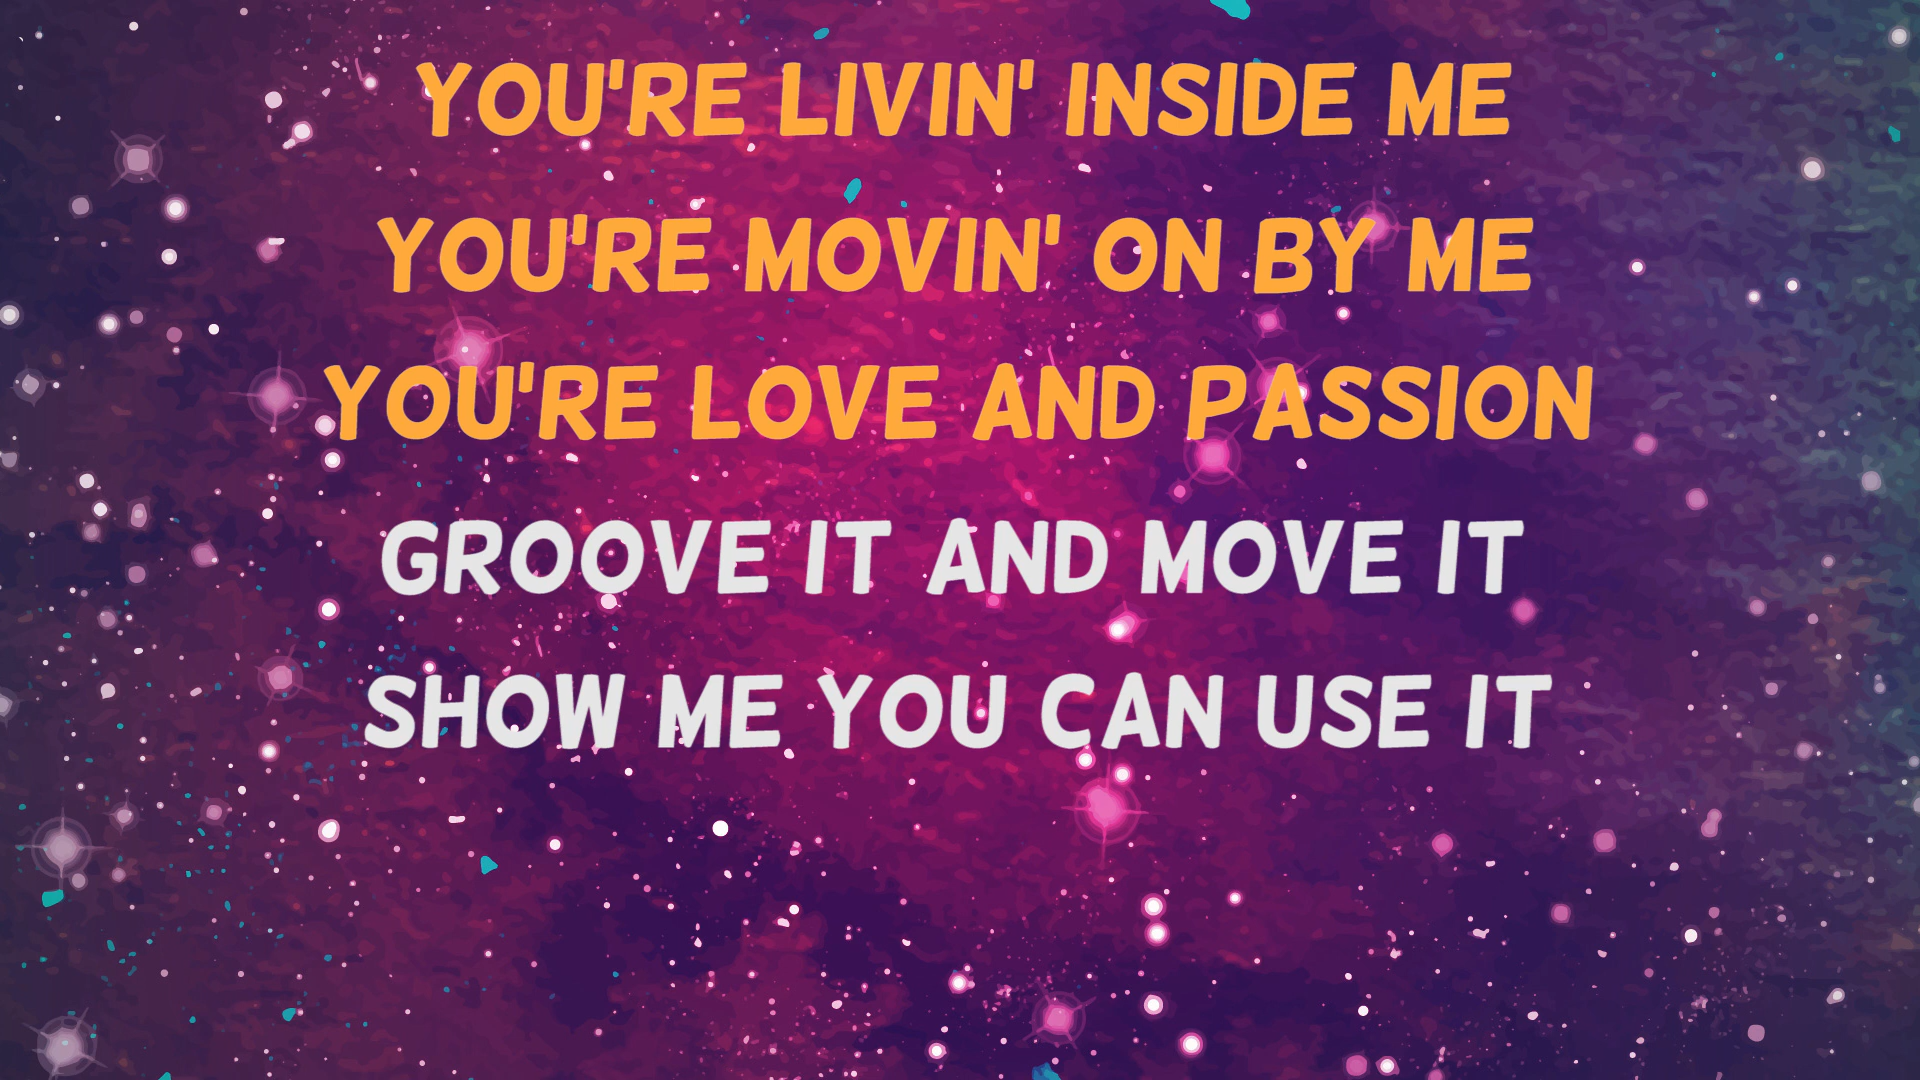 YOU'RE LIVIN' INSIDE ME
YOU'RE MOVIN' ON BY ME
YOU'RE LOVE AND PASSION
GROOVE IT AND MOVE IT
SHOW ME YOU CAN USE IT